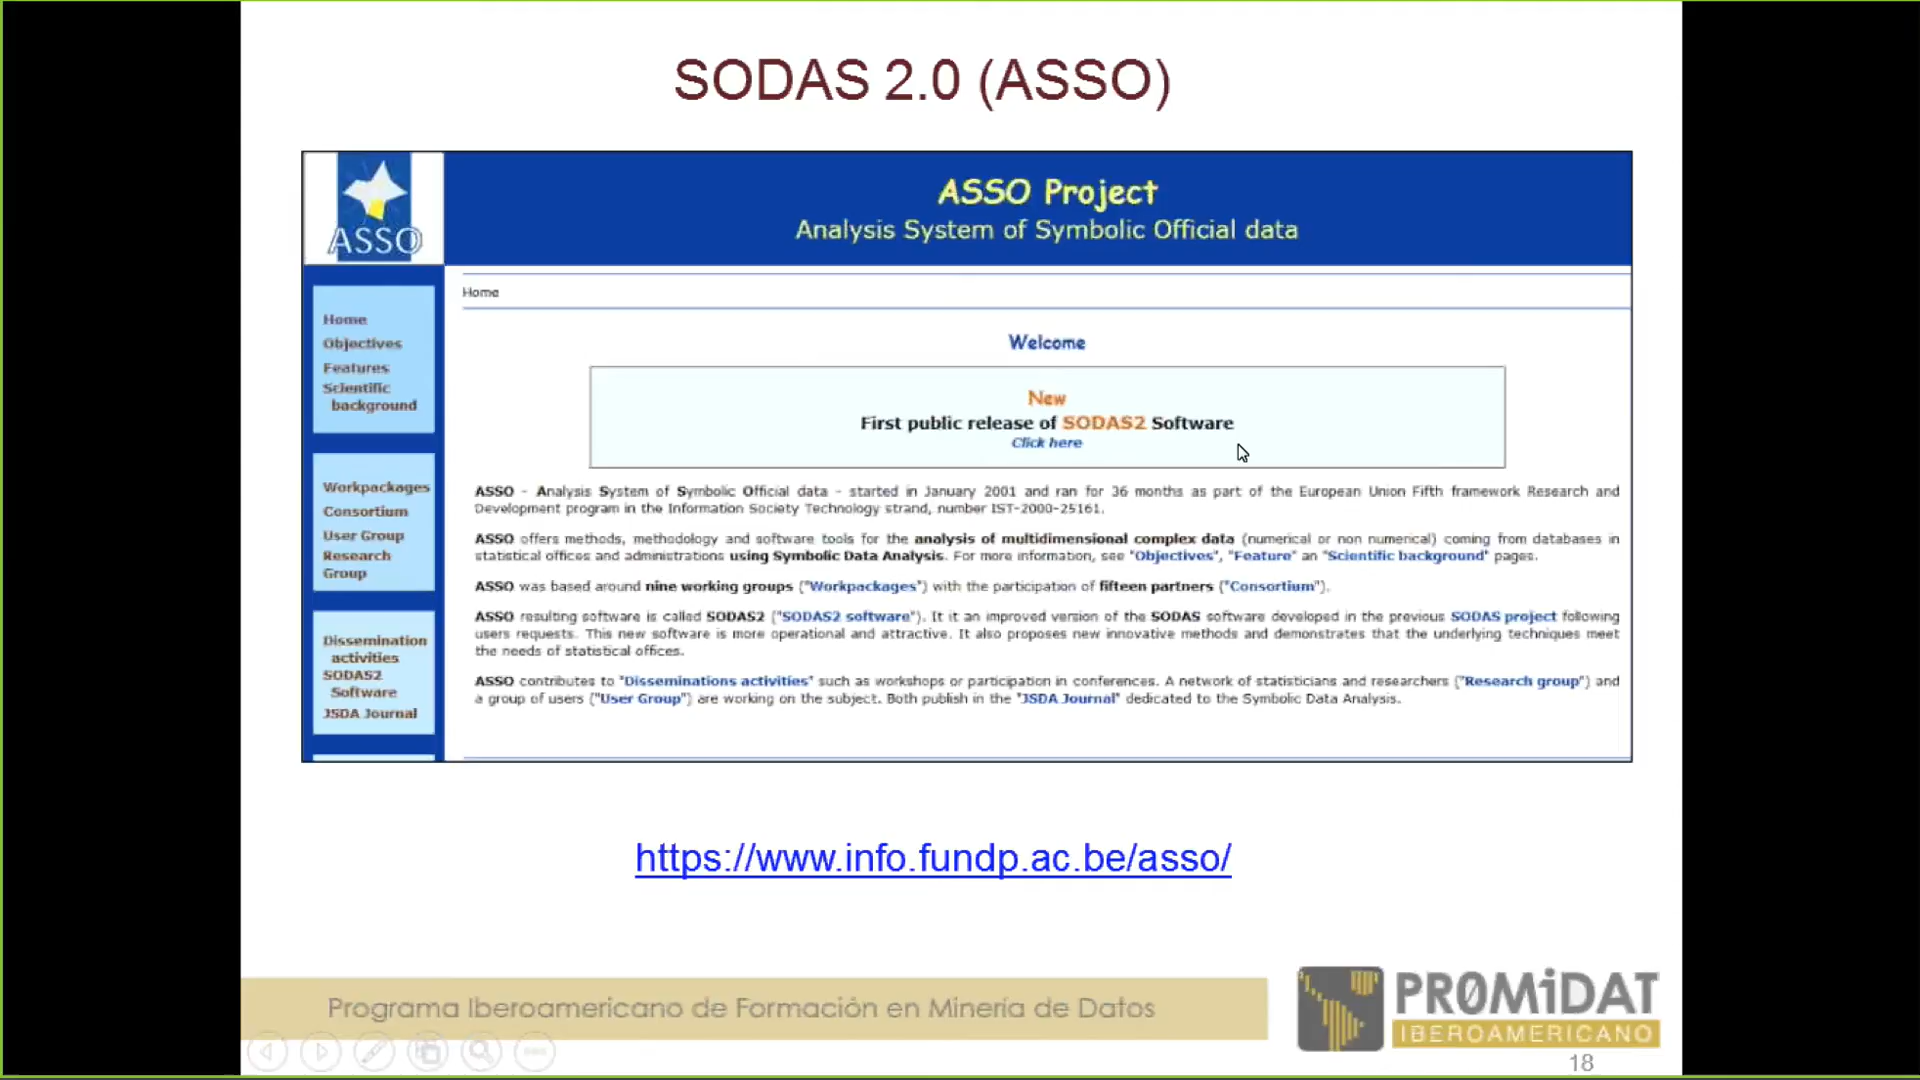 SODAS 2.0 (ASSO)
ASSO
ASSO Project
Analysis System of Symbolic Official data
Home
Objectives
Features
Scientific
background
Workpackages
Consortium
User Group
Research
Group
Dissemination
activities
SODAS2
Software
JSDA Journal
Home
Welcome
New
First public release of SODAS2 Software
Click here
ASSO - Analysis System of Symbolic Official data - started in January 2001 and ran for 36 months as part of the European Union Fifth framework Research and
Development program in the Information Society Technology strand, number IST-2000-25161.
ASSO offers methods, methodology and software tools for the analysis of multidimensional complex data (numerical or non numerical) coming from databases in
statistical offices and administrations using Symbolic Data Analysis. For more information, see "Objectives", "Feature" an "Scientific background" pages.
ASSO was based around nine working groups ("Workpackages") with the participation of fifteen partners ("Consortium").
ASSO resulting software is called SODAS2 ("SODAS2 software"). It it an improved version of the SODAS software developed in the previous SODAS project following
users requests. This new software is more operational and attractive. It also proposes new innovative methods and demonstrates that the underlying techniques meet
the needs of statistical offices.
ASSO contributes to "Disseminations activities" such as workshops or participation in conferences. A network of statisticians and researchers ("Research group") and
a group of users ("User Group") are working on the subject. Both publish in the "JSDA Journal" dedicated to the Symbolic Data Analysis.
https://www.info.fundp.ac.be/asso/
Programa Iberoamericano de Formación en Minería de Datos
PR0MiDAT
IBEROAMERICANO
18